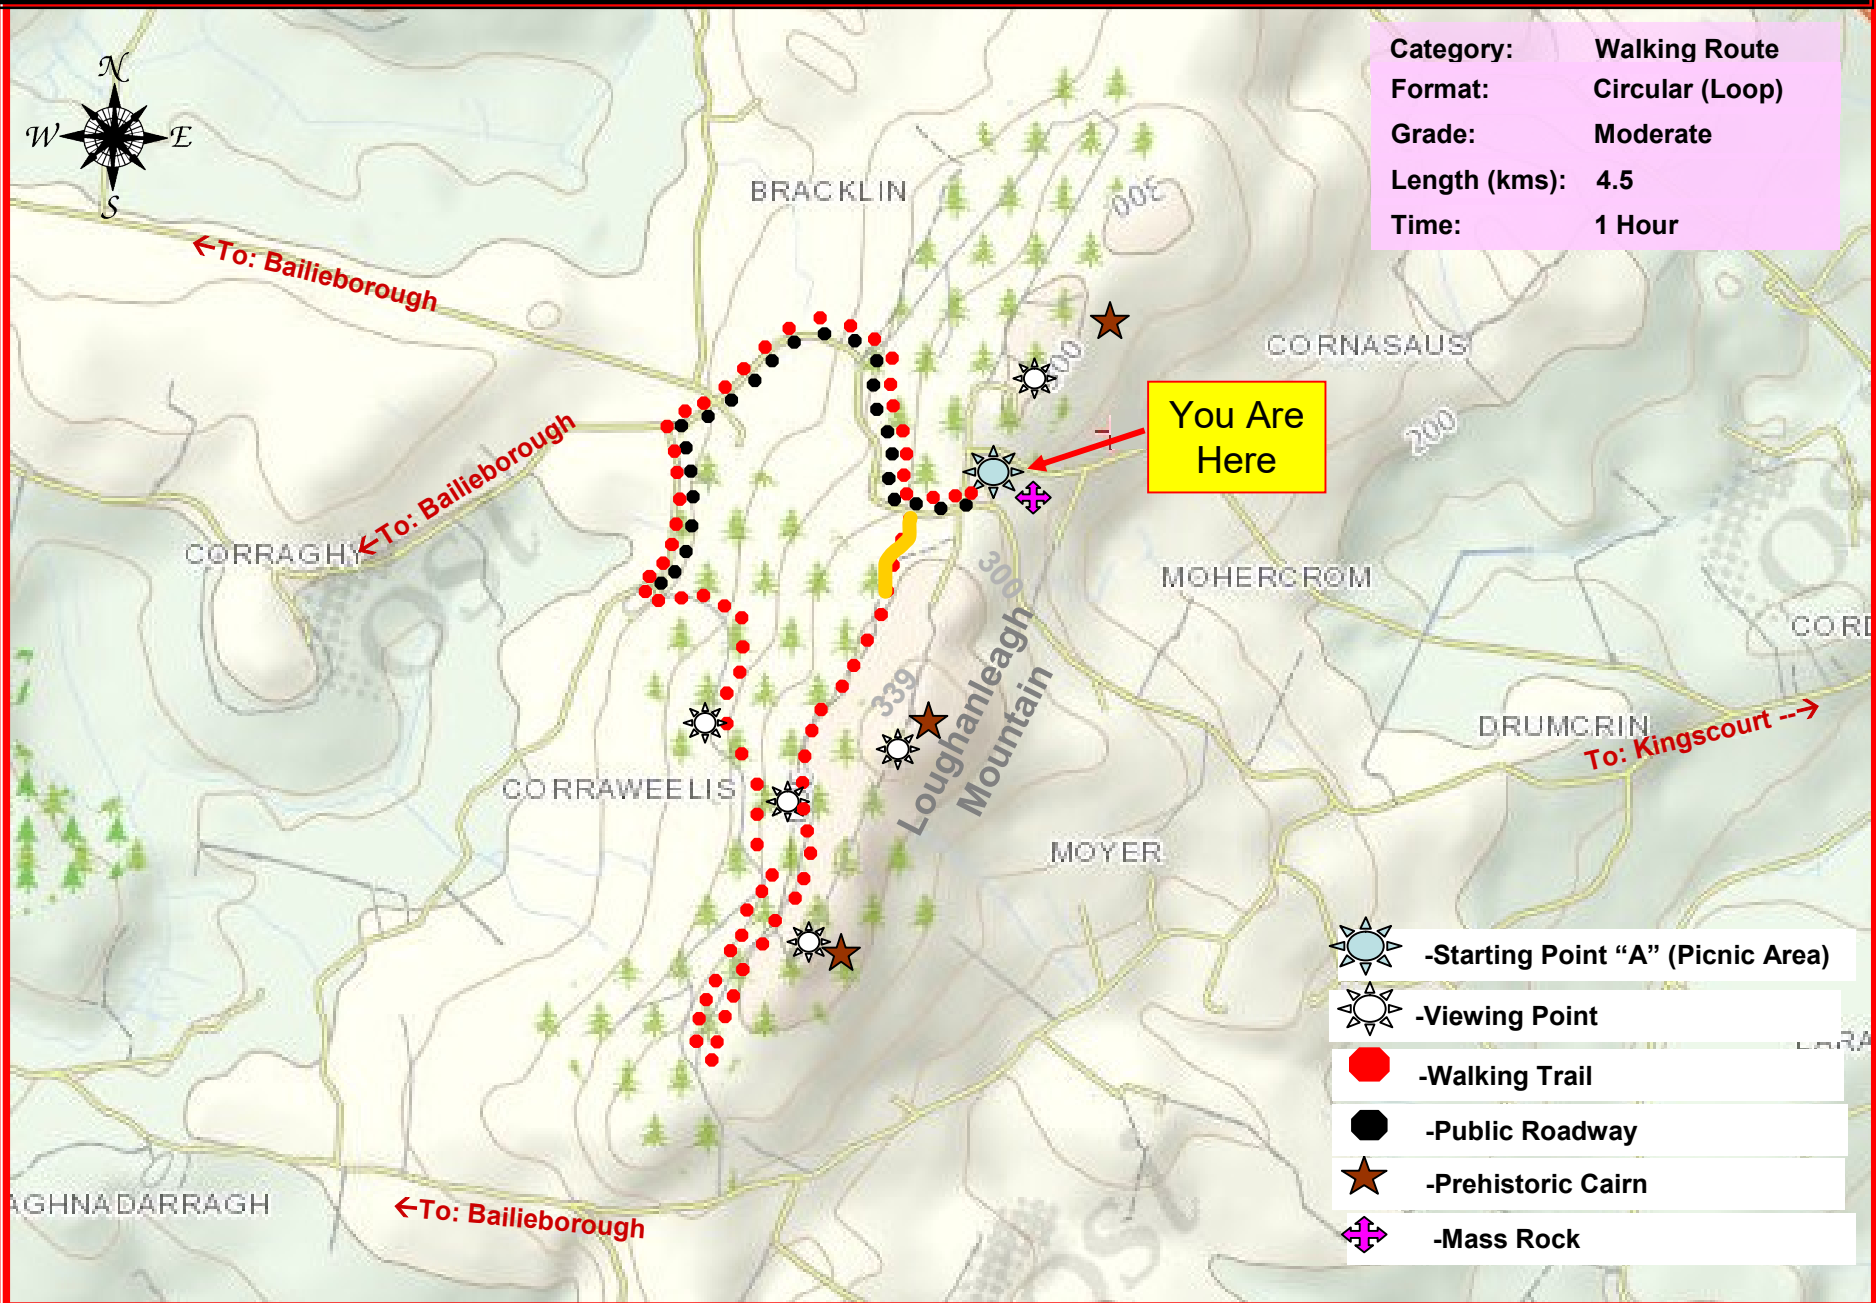 N
W E
S
Category: Walking Route
Format: Circular (Loop)
Grade: Moderate
Length (kms): 4.5
Time: 1 Hour
BRACKLIN
300
←To: Bailieborough
CORNASAUS
You Are
Here
200
←To: Bailieborough
CORRAGHY
MOHERCROM
300
339
Loughanleagh
Mountain
DRUMCRIN
To: Kingscourt --→
CORRAWEELIS
MOYER
-Starting Point “A” (Picnic Area)
-Viewing Point
-Walking Trail
-Public Roadway
-Prehistoric Cairn
-Mass Rock
AGHNADARRAGH
←To: Bailieborough